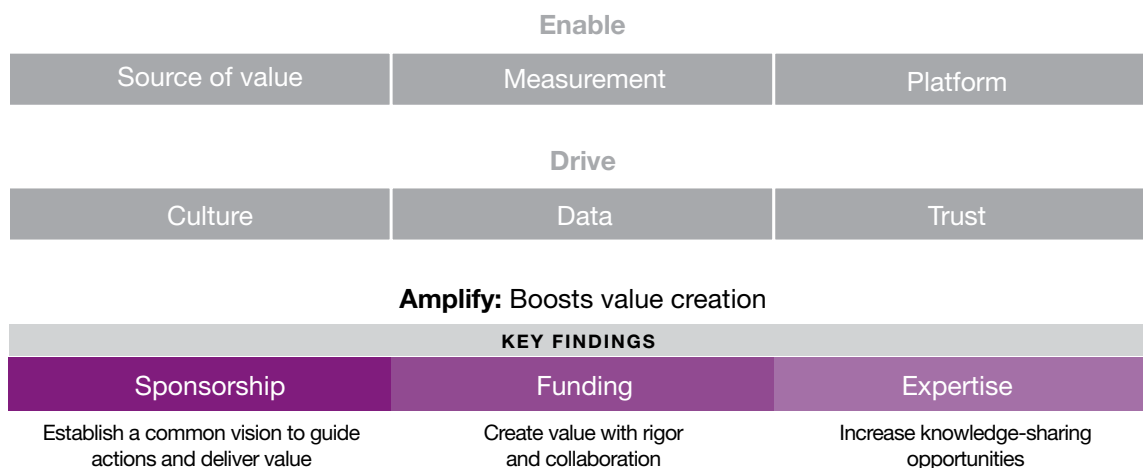 Enable
Source of value Measurement Platform
Drive
Culture Data Trust
Amplify: Boosts value creation
KEY FINDINGS
Sponsorship Funding Expertise
Establish a common vision to guide
actions and deliver value
Create value with rigor
and collaboration
Increase knowledge-sharing
opportunities